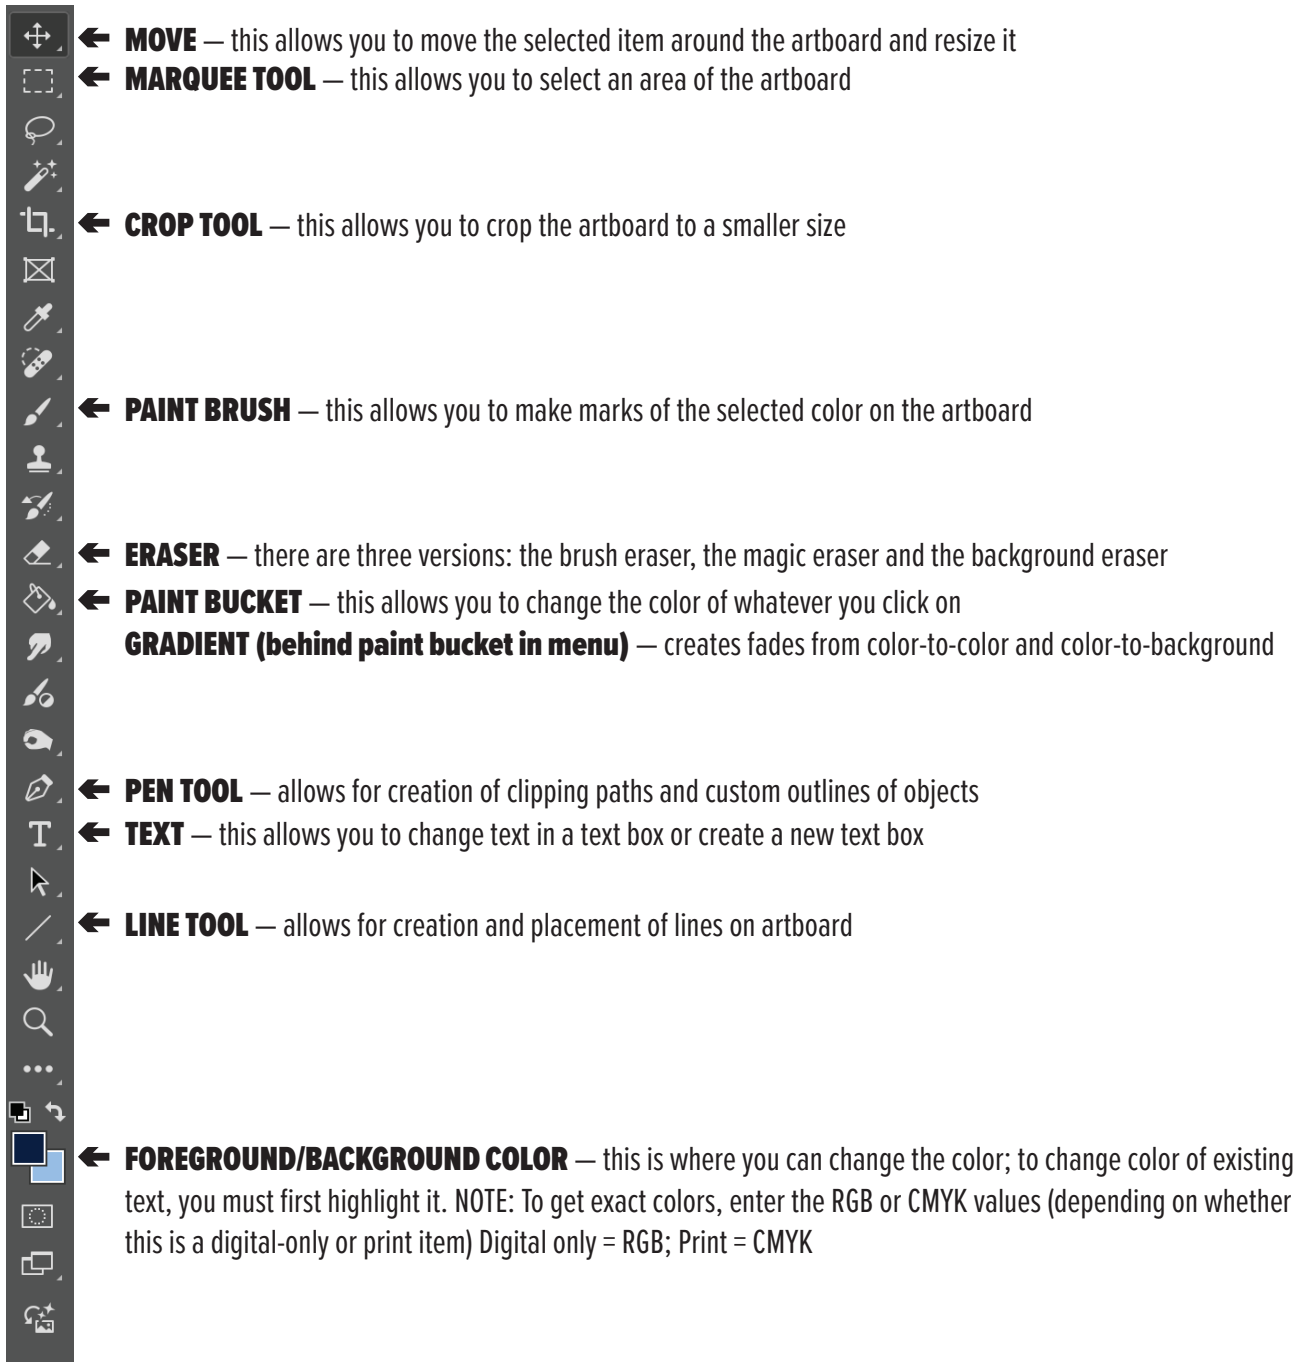 MOVE — this allows you to move the selected item around the artboard and resize it
MARQUEE TOOL — this allows you to select an area of the artboard
CROP TOOL — this allows you to crop the artboard to a smaller size
PAINT BRUSH — this allows you to make marks of the selected color on the artboard
ERASER — there are three versions: the brush eraser, the magic eraser and the background eraser
PAINT BUCKET — this allows you to change the color of whatever you click on
GRADIENT (behind paint bucket in menu) — creates fades from color-to-color and color-to-background
PEN TOOL — allows for creation of clipping paths and custom outlines of objects
TEXT — this allows you to change text in a text box or create a new text box
LINE TOOL — allows for creation and placement of lines on artboard
FOREGROUND/BACKGROUND COLOR — this is where you can change the color; to change color of existing
text, you must first highlight it. NOTE: To get exact colors, enter the RGB or CMYK values (depending on whether
this is a digital-only or print item) Digital only = RGB; Print = CMYK